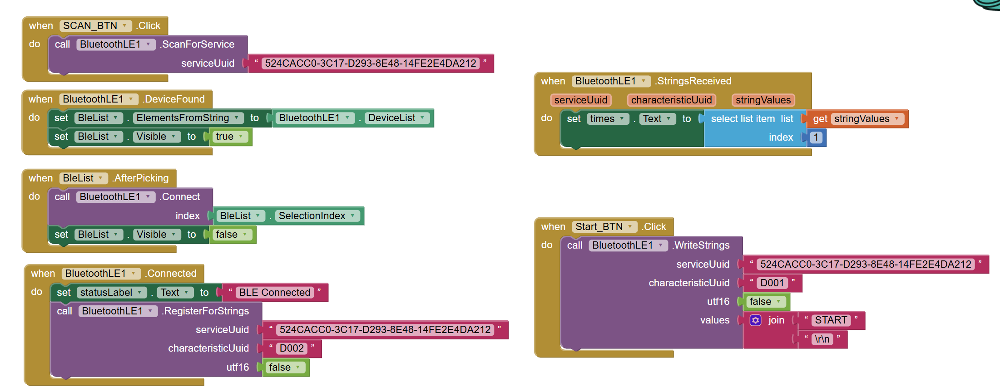 when SCAN_BTN .Click
do call BluetoothLE1 .ScanForService
serviceUuid “ 524CACC0-3C17-D293-8E48-14FE2E4DA212 ”
when BluetoothLE1 .DeviceFound
do set BleList . ElementsFromString to BluetoothLE1 . DeviceList
set BleList . Visible to true
when BleList .AfterPicking
do call BluetoothLE1 .Connect
index BleList . SelectionIndex
set BleList . Visible to false
when BluetoothLE1 .Connected
do set statusLabel . Text to “ BLE Connected ”
call BluetoothLE1 .RegisterForStrings
serviceUuid “ 524CACC0-3C17-D293-8E48-14FE2E4DA212 ”
characteristicUuid “ D002 ”
utf16 false
when BluetoothLE1 .StringsReceived
serviceUuid characteristicUuid stringValues
do set times . Text to select list item list get stringValues
index 1
when Start_BTN .Click
do call BluetoothLE1 .WriteStrings
serviceUuid “ 524CACC0-3C17-D293-8E48-14FE2E4DA212 ”
characteristicUuid “ D001 ”
utf16 false
values join “ START ”
“ \r\n ”